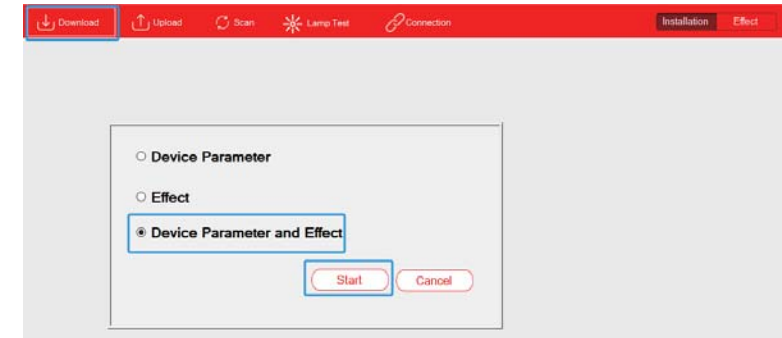 Download Upload Scan Lamp Test Connection Installation Effect
Device Parameter
Effect
Device Parameter and Effect
Start Cancel